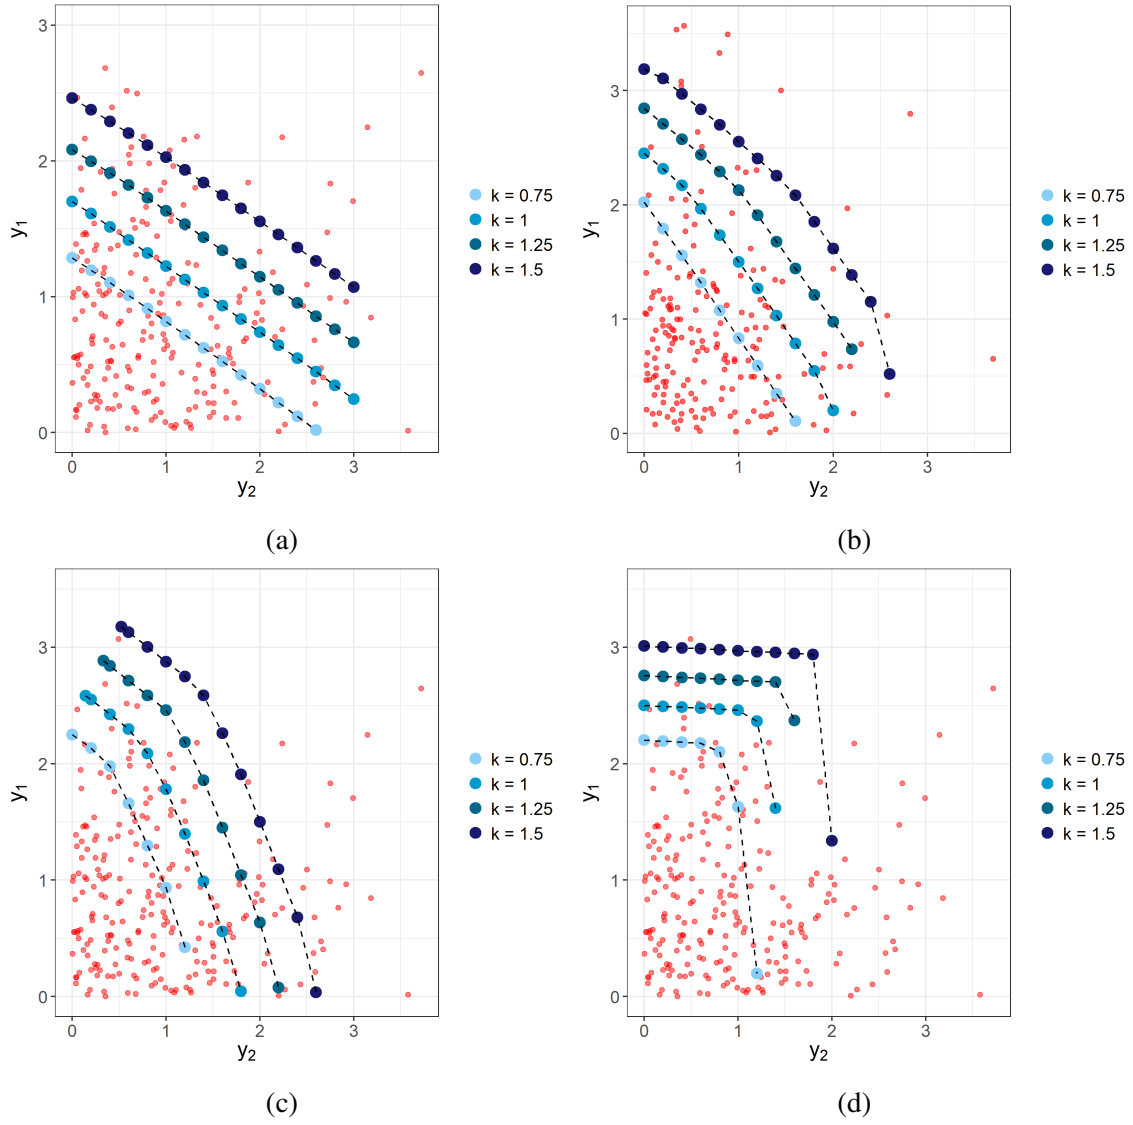 3
2
1
0
y1
0 1 2 3
y2
k = 0.75
k = 1
k = 1.25
k = 1.5
(a)
3
2
1
0
y1
0 1 2 3
y2
k = 0.75
k = 1
k = 1.25
k = 1.5
(b)
3
2
1
0
y1
0 1 2 3
y2
k = 0.75
k = 1
k = 1.25
k = 1.5
(c)
3
2
1
0
y1
0 1 2 3
y2
k = 0.75
k = 1
k = 1.25
k = 1.5
(d)